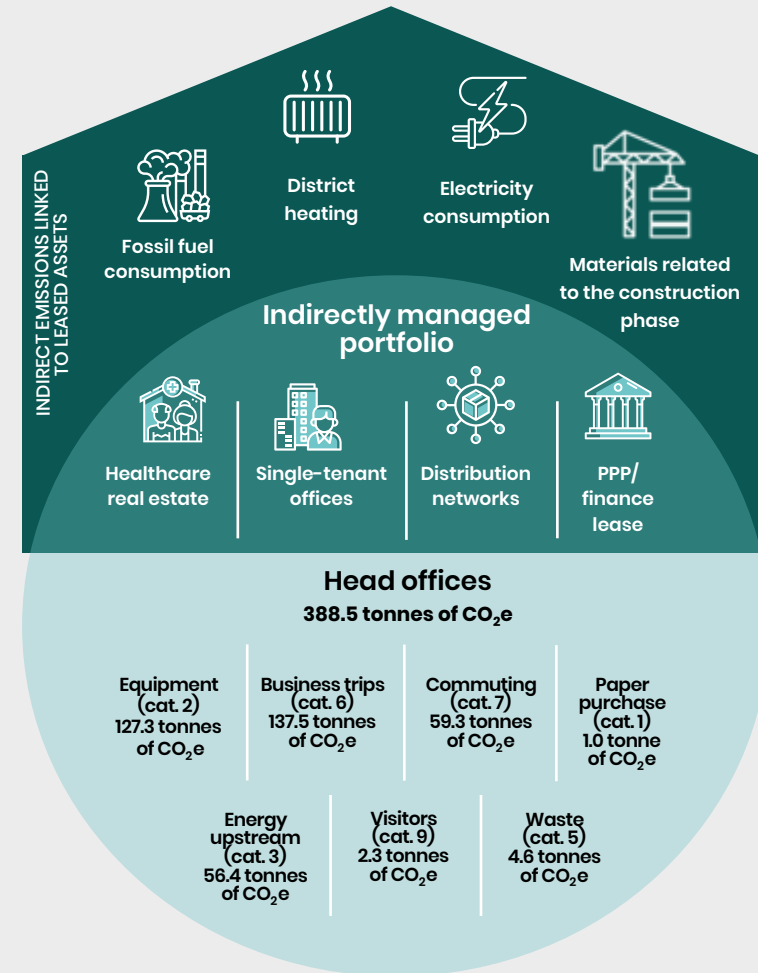 INDIRECT EMISSIONS LINKED
TO LEASED ASSETS
Fossil fuel
consumption
District
heating
Electricity
consumption
Materials related
to the construction
phase
Indirectly managed
portfolio
Healthcare
real estate
Single-tenant
offices
Distribution
networks
PPP/
finance
lease
Head offices
388.5 tonnes of CO₂e
Equipment
(cat. 2)
127.3 tonnes
of CO₂e
Business trips
(cat. 6)
137.5 tonnes
of CO₂e
Commuting
(cat. 7)
59.3 tonnes
of CO₂e
Paper
purchase
(cat. 1)
1.0 tonne
of CO₂e
Energy
upstream
(cat. 3)
56.4 tonnes
of CO₂e
Visitors
(cat. 9)
2.3 tonnes
of CO₂e
Waste
(cat. 5)
4.6 tonnes
of CO₂e